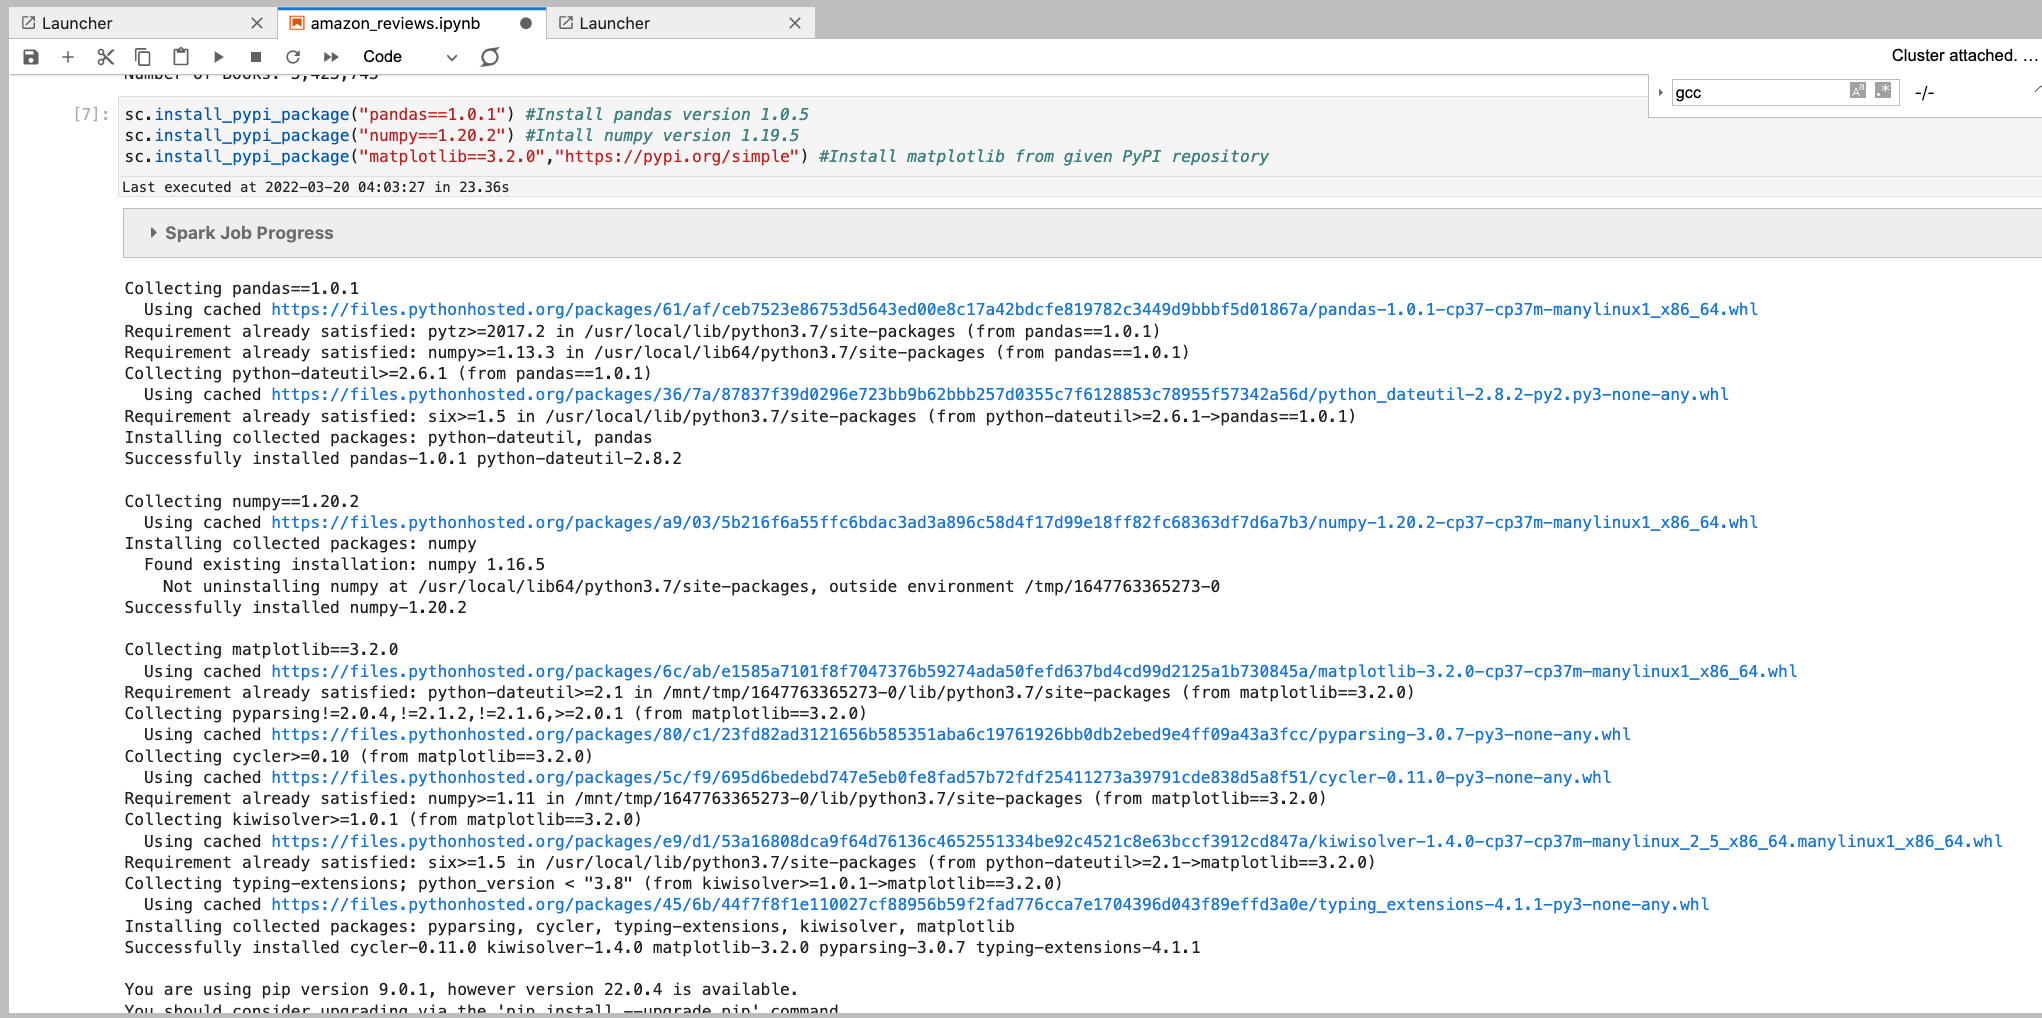 Launcher
amazon_reviews.ipynb
Launcher
Code
Cluster attached. ...
Number of Books: 5,425,745
gcc
-/-
[7]:
sc.install_pypi_package("pandas==1.0.1") #Install pandas version 1.0.5
sc.install_pypi_package("numpy==1.20.2") #Intall numpy version 1.19.5
sc.install_pypi_package("matplotlib==3.2.0","https://pypi.org/simple") #Install matplotlib from given PyPI repository
Last executed at 2022-03-20 04:03:27 in 23.36s
Spark Job Progress
Collecting pandas==1.0.1
Using cached https://files.pythonhosted.org/packages/61/af/ceb7523e86753d5643ed00e8c17a42bdcfe819782c3449d9bbbf5d01867a/pandas-1.0.1-cp37-cp37m-manylinux1_x86_64.whl
Requirement already satisfied: pytz>=2017.2 in /usr/local/lib/python3.7/site-packages (from pandas==1.0.1)
Requirement already satisfied: numpy>=1.13.3 in /usr/local/lib64/python3.7/site-packages (from pandas==1.0.1)
Collecting python-dateutil>=2.6.1 (from pandas==1.0.1)
Using cached https://files.pythonhosted.org/packages/36/7a/87837f39d0296e723bb9b62bbb257d0355c7f6128853c78955f57342a56d/python_dateutil-2.8.2-py2.py3-none-any.whl
Requirement already satisfied: six>=1.5 in /usr/local/lib/python3.7/site-packages (from python-dateutil>=2.6.1->pandas==1.0.1)
Installing collected packages: python-dateutil, pandas
Successfully installed pandas-1.0.1 python-dateutil-2.8.2
Collecting numpy==1.20.2
Using cached https://files.pythonhosted.org/packages/a9/03/5b216f6a55ffc6bdac3ad3a896c58d4f17d99e18ff82fc68363df7d6a7b3/numpy-1.20.2-cp37-cp37m-manylinux1_x86_64.whl
Installing collected packages: numpy
Found existing installation: numpy 1.16.5
Not uninstalling numpy at /usr/local/lib64/python3.7/site-packages, outside environment /tmp/1647763365273-0
Successfully installed numpy-1.20.2
Collecting matplotlib==3.2.0
Using cached https://files.pythonhosted.org/packages/6c/ab/e1585a7101f8f7047376b59274ada50fefd637bd4cd99d2125a1b730845a/matplotlib-3.2.0-cp37-cp37m-manylinux1_x86_64.whl
Requirement already satisfied: python-dateutil>=2.1 in /mnt/tmp/1647763365273-0/lib/python3.7/site-packages (from matplotlib==3.2.0)
Collecting pyparsing!=2.0.4,!=2.1.2,!=2.1.6,>=2.0.1 (from matplotlib==3.2.0)
Using cached https://files.pythonhosted.org/packages/80/c1/23fd82ad3121656b585351aba6c19761926bb0db2ebed9e4ff09a43a3fcc/pyparsing-3.0.7-py3-none-any.whl
Collecting cycler>=0.10 (from matplotlib==3.2.0)
Using cached https://files.pythonhosted.org/packages/5c/f9/695d6bedebd747e5eb0fe8fad57b72fdf25411273a39791cde838d5a8f51/cycler-0.11.0-py3-none-any.whl
Requirement already satisfied: numpy>=1.11 in /mnt/tmp/1647763365273-0/lib/python3.7/site-packages (from matplotlib==3.2.0)
Collecting kiwisolver>=1.0.1 (from matplotlib==3.2.0)
Using cached https://files.pythonhosted.org/packages/e9/d1/53a16808dca9f64d76136c4652551334be92c4521c8e63bccf3912cd847a/kiwisolver-1.4.0-cp37-cp37m-manylinux_2_5_x86_64.manylinux1_x86_64.whl
Requirement already satisfied: six>=1.5 in /usr/local/lib/python3.7/site-packages (from python-dateutil>=2.1->matplotlib==3.2.0)
Collecting typing-extensions; python_version < "3.8" (from kiwisolver>=1.0.1->matplotlib==3.2.0)
Using cached https://files.pythonhosted.org/packages/45/6b/44f7f8f1e110027cf88956b59f2fad776cca7e1704396d043f89effd3a0e/typing_extensions-4.1.1-py3-none-any.whl
Installing collected packages: pyparsing, cycler, typing-extensions, kiwisolver, matplotlib
Successfully installed cycler-0.11.0 kiwisolver-1.4.0 matplotlib-3.2.0 pyparsing-3.0.7 typing-extensions-4.1.1
You are using pip version 9.0.1, however version 22.0.4 is available.
You should consider upgrading via the 'pip install --upgrade pip' command